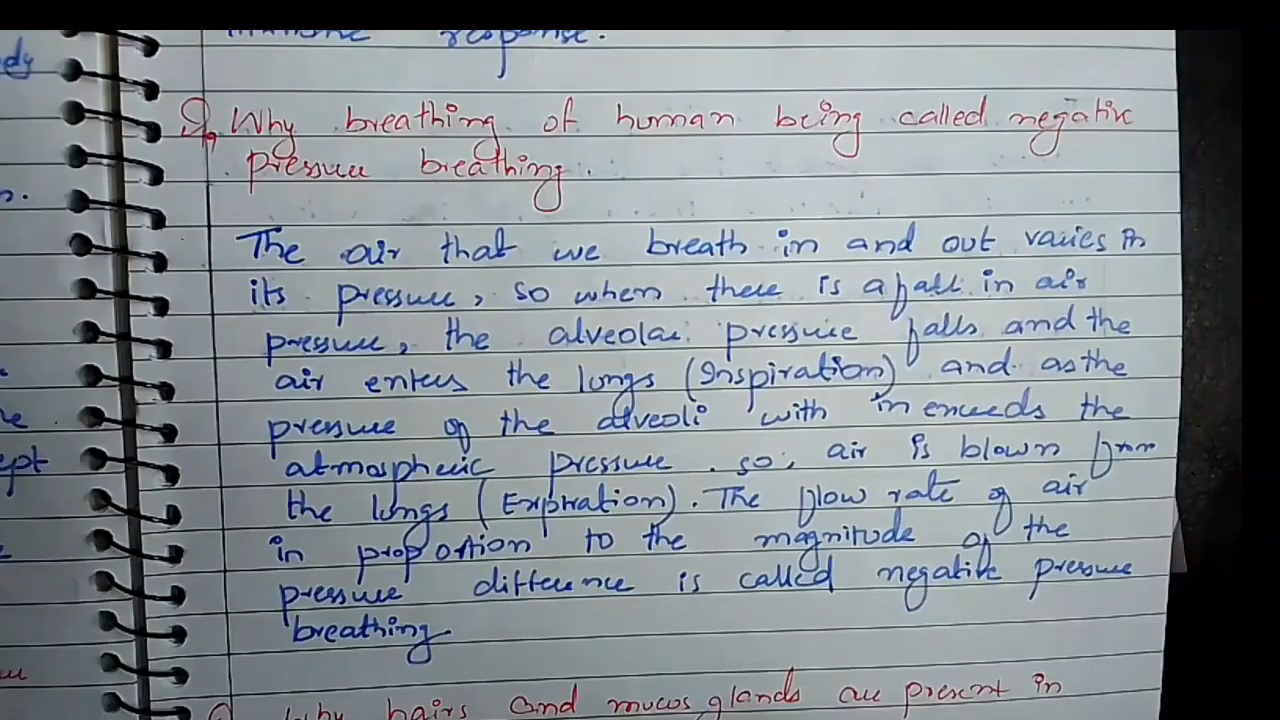 response.
Q, Why breathing of human being called negative
pressure breathing.
The air that we breath in and out varies in
its pressure, so when there is a fall in air
pressure, the alveolar pressure falls and the
air enters the lungs (Inspiration) and as the
pressure of the alveoli with in exceeds the
atmospheric pressure. so, air is blown from
the lungs (Expiration). The flow rate of air
in proportion to the magnitude of the
pressure difference is called negative pressure
breathing
Why hairs and mucos glands are present in